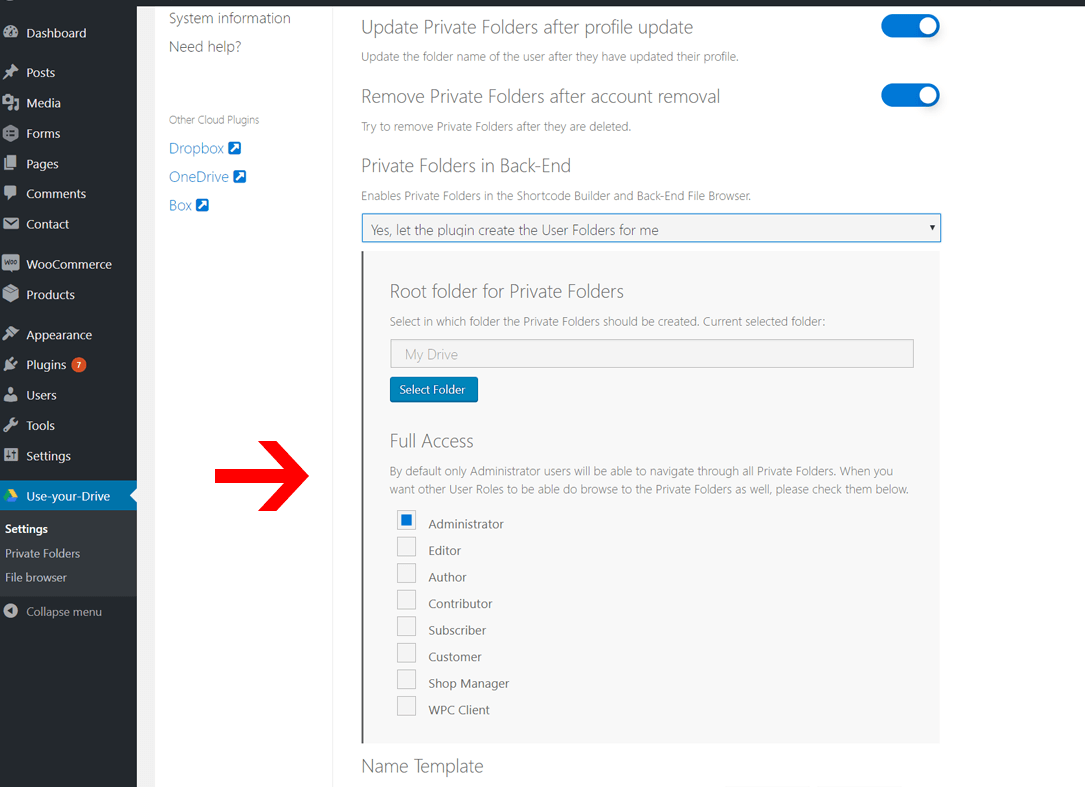 Dashboard
Posts
Media
Forms
Pages
Comments
Contact
WOO WooCommerce
Products
Appearance
Plugins 7
Users
Tools
Settings
Use-your-Drive
Settings
Private Folders
File browser
Collapse menu
System information
Need help?
Other Cloud Plugins
Dropbox
OneDrive
Box
Update Private Folders after profile update
Update the folder name of the user after they have updated their profile.
Remove Private Folders after account removal
Try to remove Private Folders after they are deleted.
Private Folders in Back-End
Enables Private Folders in the Shortcode Builder and Back-End File Browser.
Yes, let the plugin create the User Folders for me
Root folder for Private Folders
Select in which folder the Private Folders should be created. Current selected folder:
My Drive
Select Folder
Full Access
By default only Administrator users will be able to navigate through all Private Folders. When you
want other User Roles to be able do browse to the Private Folders as well, please check them below.
Administrator
Editor
Author
Contributor
Subscriber
Customer
Shop Manager
WPC Client
Name Template